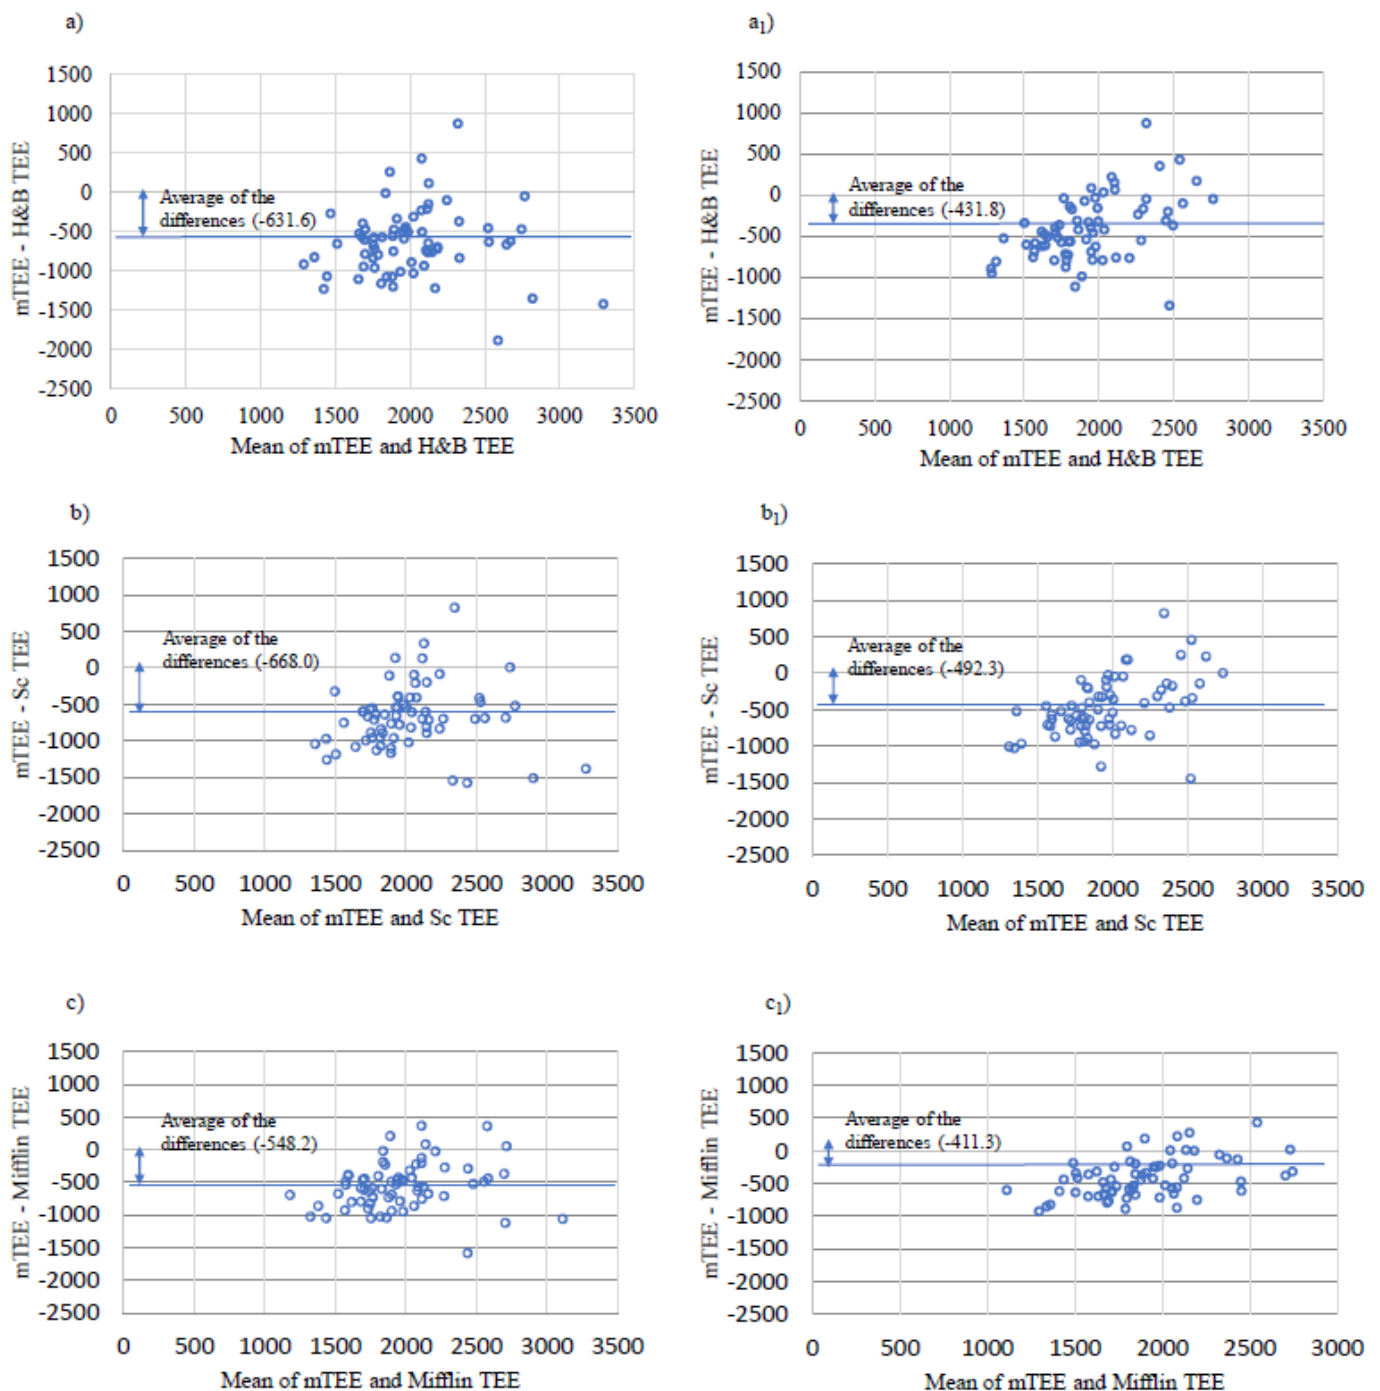 a)
1500
1000
500
0
-500
-1000
-1500
-2000
-2500
mTEE - H&B TEE
Average of the
differences (-631.6)
0 500 1000 1500 2000 2500 3000 3500
Mean of mTEE and H&B TEE
a1)
1500
1000
500
0
-500
-1000
-1500
-2000
-2500
mTEE - H&B TEE
Average of the
differences (-431.8)
0 500 1000 1500 2000 2500 3000 3500
Mean of mTEE and H&B TEE
b)
1500
1000
500
0
-500
-1000
-1500
-2000
-2500
mTEE - Sc TEE
Average of the
differences (-668.0)
0 500 1000 1500 2000 2500 3000 3500
Mean of mTEE and Sc TEE
b1)
1500
1000
500
0
-500
-1000
-1500
-2000
-2500
mTEE - Sc TEE
Average of the
differences (-492.3)
0 500 1000 1500 2000 2500 3000 3500
Mean of mTEE and Sc TEE
c)
1500
1000
500
0
-500
-1000
-1500
-2000
-2500
mTEE - Mifflin TEE
Average of the
differences (-548.2)
0 500 1000 1500 2000 2500 3000 3500
Mean of mTEE and Mifflin TEE
c1)
1500
1000
500
0
-500
-1000
-1500
-2000
-2500
mTEE - Mifflin TEE
Average of the
differences (-411.3)
0 500 1000 1500 2000 2500 3000
Mean of mTEE and Mifflin TEE